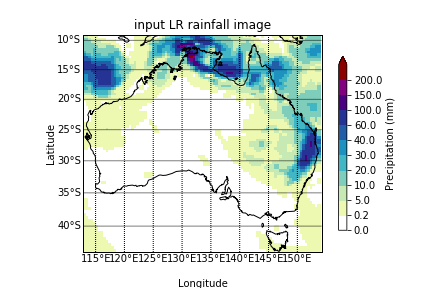 input LR rainfall image
10°S
15°S
20°S
25°S
30°S
35°S
40°S
Latitude
115°E120°E125°E130°E135°E140°E145°E150°E
Longitude
200.0
150.0
100.0
60.0
40.0
30.0
20.0
10.0
5.0
0.2
0.0
Precipitation (mm)